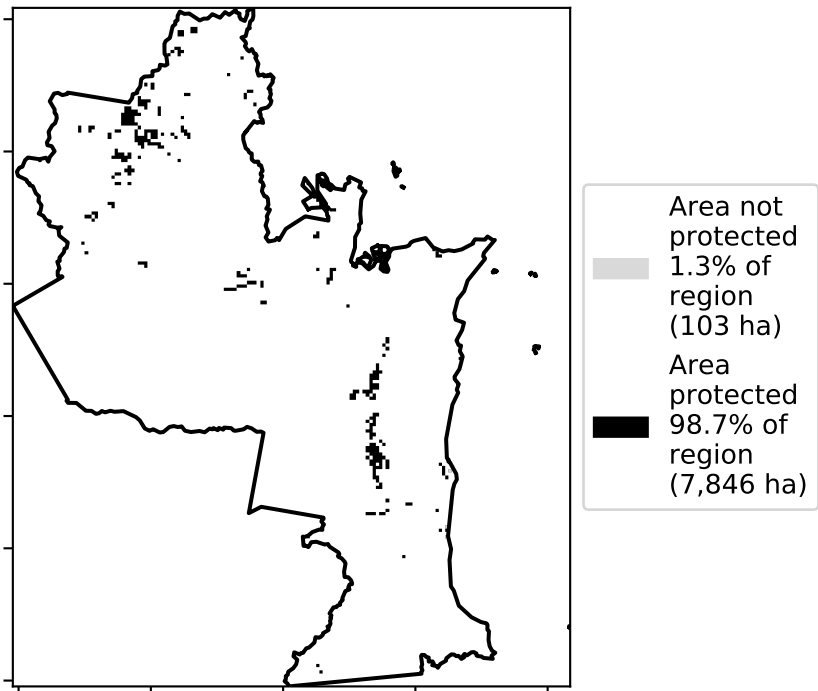 Area not
protected
1.3% of
region
(103 ha)
Area
protected
98.7% of
region
(7,846 ha)